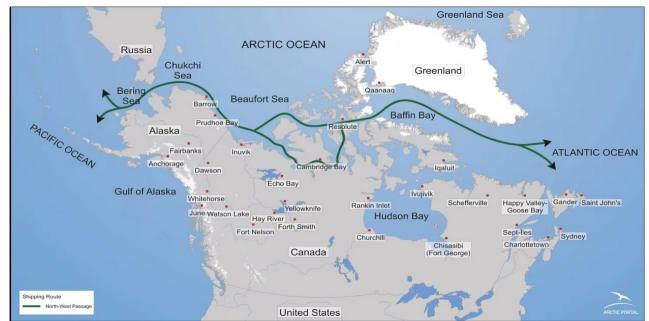 Greenland Sea
ARCTIC OCEAN
Russia
Alert
Chukchi
Sea
Greenland
Qaanaaq
Bering
Sea
Barrow
Beaufort Sea
Baffin Bay
Prudhoe Bay
Resolute
PACIFIC OCEAN
Alaska
ATLANTIC OCEAN
Fairbanks
Inuvik
Cambridge Bay
Anchorage
Dawson
Iqaluit
Echo Bay
Gulf of Alaska
Whitehorse
Ivujivik
Schefferville
Happy Valley-
Goose Bay
Gander
Saint John's
June
Watson Lake
Yellowknife
Rankin Inlet
Hudson Bay
Hay River
Forth Smith
Fort Nelson
Churchill
Chisasibi
(Fort George)
Sept-Iles
Sydney
Charlottetown
Canada
Shipping Route
North-West Passage
United States
ARCTIC PORTAL